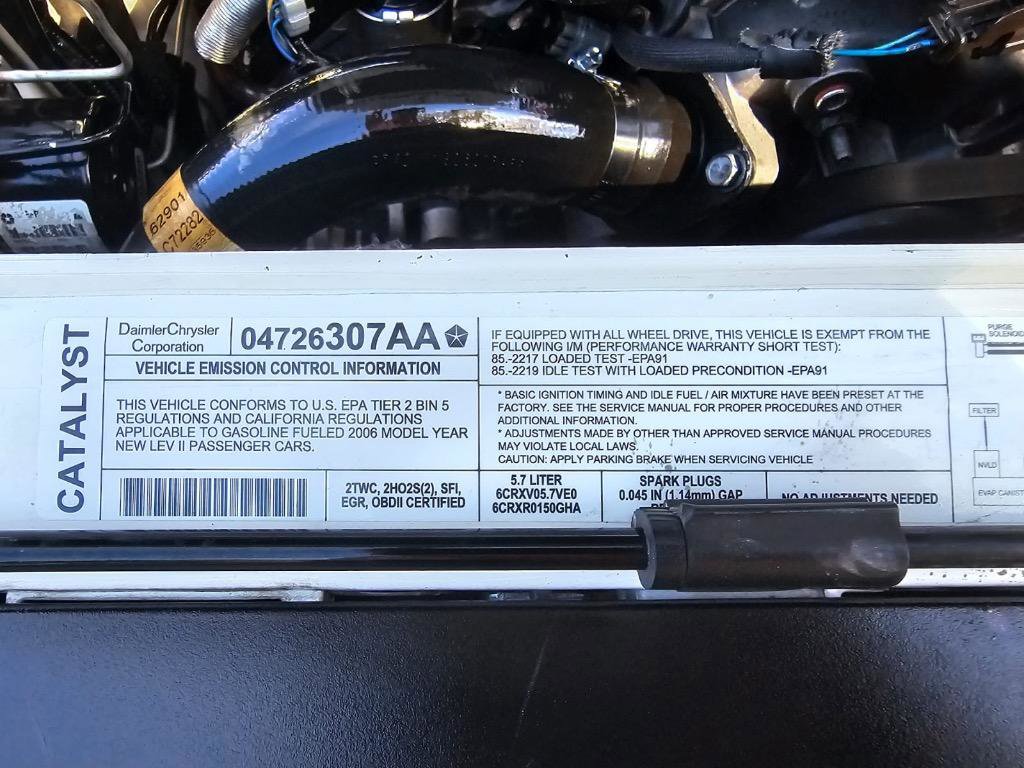 62901
C72282
CATALYST
DaimlerChrysler
Corporation
04726307AA
VEHICLE EMISSION CONTROL INFORMATION
THIS VEHICLE CONFORMS TO U.S. EPA TIER 2 BIN 5
REGULATIONS AND CALIFORNIA REGULATIONS
APPLICABLE TO GASOLINE FUELED 2006 MODEL YEAR
NEW LEV II PASSENGER CARS.
2TWC, 2HO2S(2), SFI,
EGR, OBDII CERTIFIED
IF EQUIPPED WITH ALL WHEEL DRIVE, THIS VEHICLE IS EXEMPT FROM THE
FOLLOWING I/M (PERFORMANCE WARRANTY SHORT TEST):
85.-2217 LOADED TEST -EPA91
85.-2219 IDLE TEST WITH LOADED PRECONDITION -EPA91
* BASIC IGNITION TIMING AND IDLE FUEL / AIR MIXTURE HAVE BEEN PRESET AT THE
FACTORY. SEE THE SERVICE MANUAL FOR PROPER PROCEDURES AND OTHER
ADDITIONAL INFORMATION.
* ADJUSTMENTS MADE BY OTHER THAN APPROVED SERVICE MANUAL PROCEDURES
MAY VIOLATE LOCAL LAWS.
CAUTION: APPLY PARKING BRAKE WHEN SERVICING VEHICLE
5.7 LITER
6CRXV05.7VE0
6CRXR0150GHA
SPARK PLUGS
0.045 IN (1.14mm) GAP
NO ADJUSTMENTS NEEDED
PURGE
SOLENOID
FILTER
NVLD
EVAP CANIST